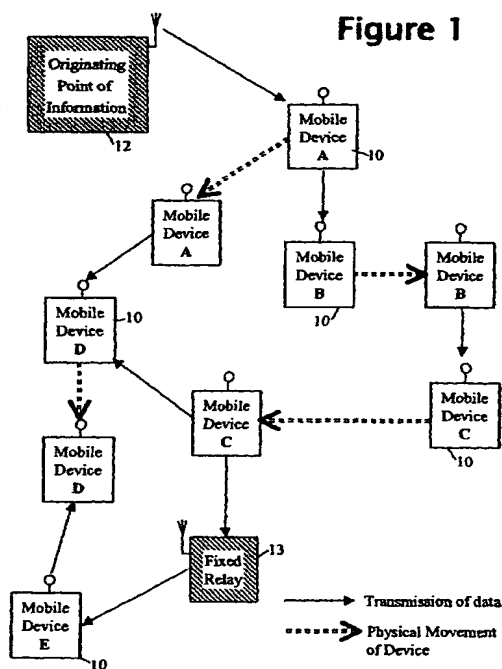 Figure 1
Originating
Point of
Information
12
Mobile
Device
A
10
Mobile
Device
A
Mobile
Device
B
10
Mobile
Device
B
Mobile
Device
D
10
Mobile
Device
C
Mobile
Device
C
10
Mobile
Device
D
Fixed
Relay
13
Mobile
Device
E
10
Transmission of data
Physical Movement
of Device